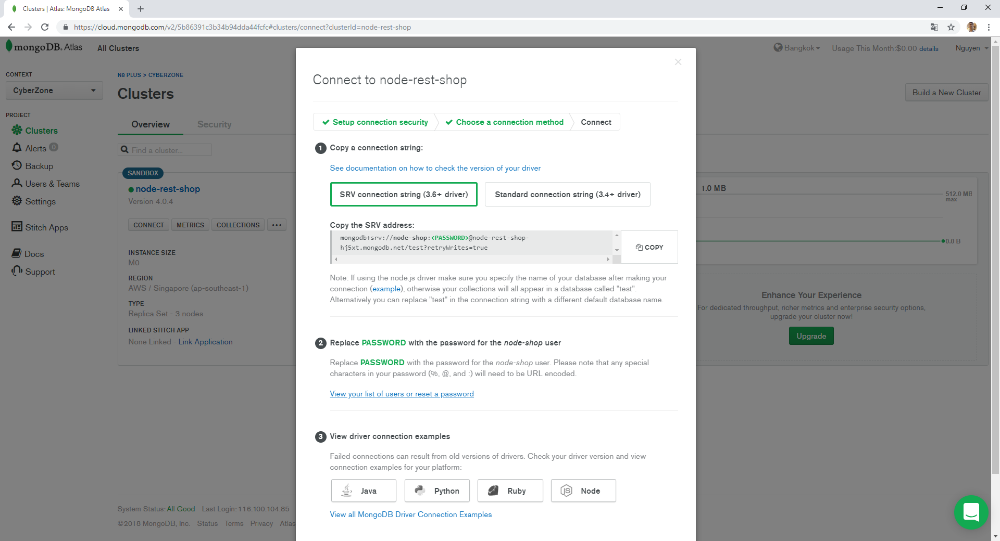 Clusters | Atlas: MongoDB Atlas
https://cloud.mongodb.com/v2/5b86391c3b34b94dda44fcfc#clusters/connect?clusterId=node-rest-shop
mongoDB. Atlas
All Clusters
Bangkok
Usage This Month:$0.00 details
Nguyen
CONTEXT
CyberZone
PROJECT
Clusters
Alerts 0
Backup
Users & Teams
Settings
Stitch Apps
Docs
Support
N8 PLUS > CYBERZONE
Clusters
Build a New Cluster
Overview
Security
Find a cluster...
SANDBOX
node-rest-shop
Version 4.0.4
CONNECT
METRICS
COLLECTIONS
...
INSTANCE SIZE
M0
REGION
AWS / Singapore (ap-southeast-1)
TYPE
Replica Set - 3 nodes
LINKED STITCH APP
None Linked - Link Application
1.0 MB
512.0 MB
max
0.0 B
Enhance Your Experience
For dedicated throughput, richer metrics and enterprise security options,
upgrade your cluster now!
Upgrade
System Status: All Good Last Login: 116.100.104.85
©2018 MongoDB, Inc. Status Terms Privacy Atlas
Connect to node-rest-shop
Setup connection security
Choose a connection method
Connect
1 Copy a connection string:
See documentation on how to check the version of your driver
SRV connection string (3.6+ driver)
Standard connection string (3.4+ driver)
Copy the SRV address:
mongodb+srv://node-shop:<PASSWORD>@node-rest-shop-
hj5xt.mongodb.net/test?retryWrites=true
COPY
Note: If using the node.js driver make sure you specify the name of your database after making your
connection (example), otherwise your collections will all appear in a database called "test".
Alternatively you can replace "test" in the connection string with a different default database name.
2 Replace PASSWORD with the password for the node-shop user
Replace PASSWORD with the password for the node-shop user. Please note that any special
characters in your password (%, @, and :) will need to be URL encoded.
View your list of users or reset a password
3 View driver connection examples
Failed connections can result from old versions of drivers. Check your driver version and view
connection examples for your platform:
Java
Python
Ruby
JS Node
View all MongoDB Driver Connection Examples